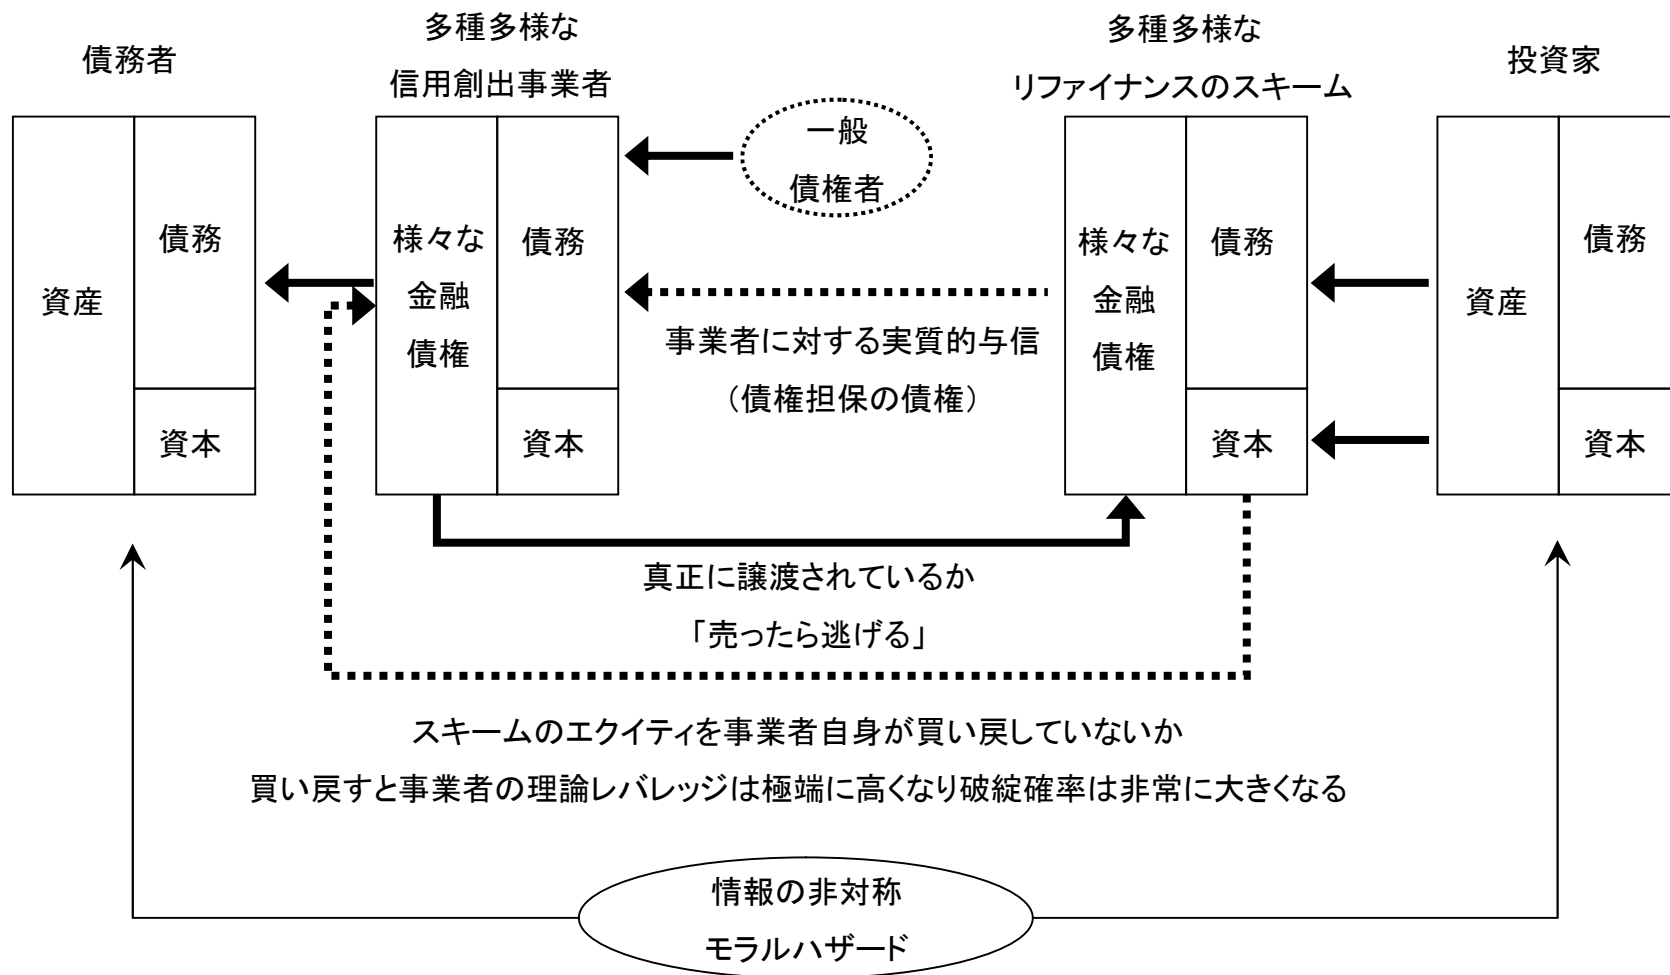 債務者
多種多様な
信用創出事業者
多種多様な
リファイナンスのスキーム
投資家
資産
債務
資本
様々な
金融
債権
債務
資本
一般
債権者
事業者に対する実質的与信
（債権担保の債権）
様々な
金融
債権
債務
資本
資産
債務
資本
真正に譲渡されているか
「売ったら逃げる」
スキームのエクイティを事業者自身が買い戻していないか
買い戻すと事業者の理論レバレッジは極端に高くなり破綻確率は非常に大きくなる
情報の非対称
モラルハザード